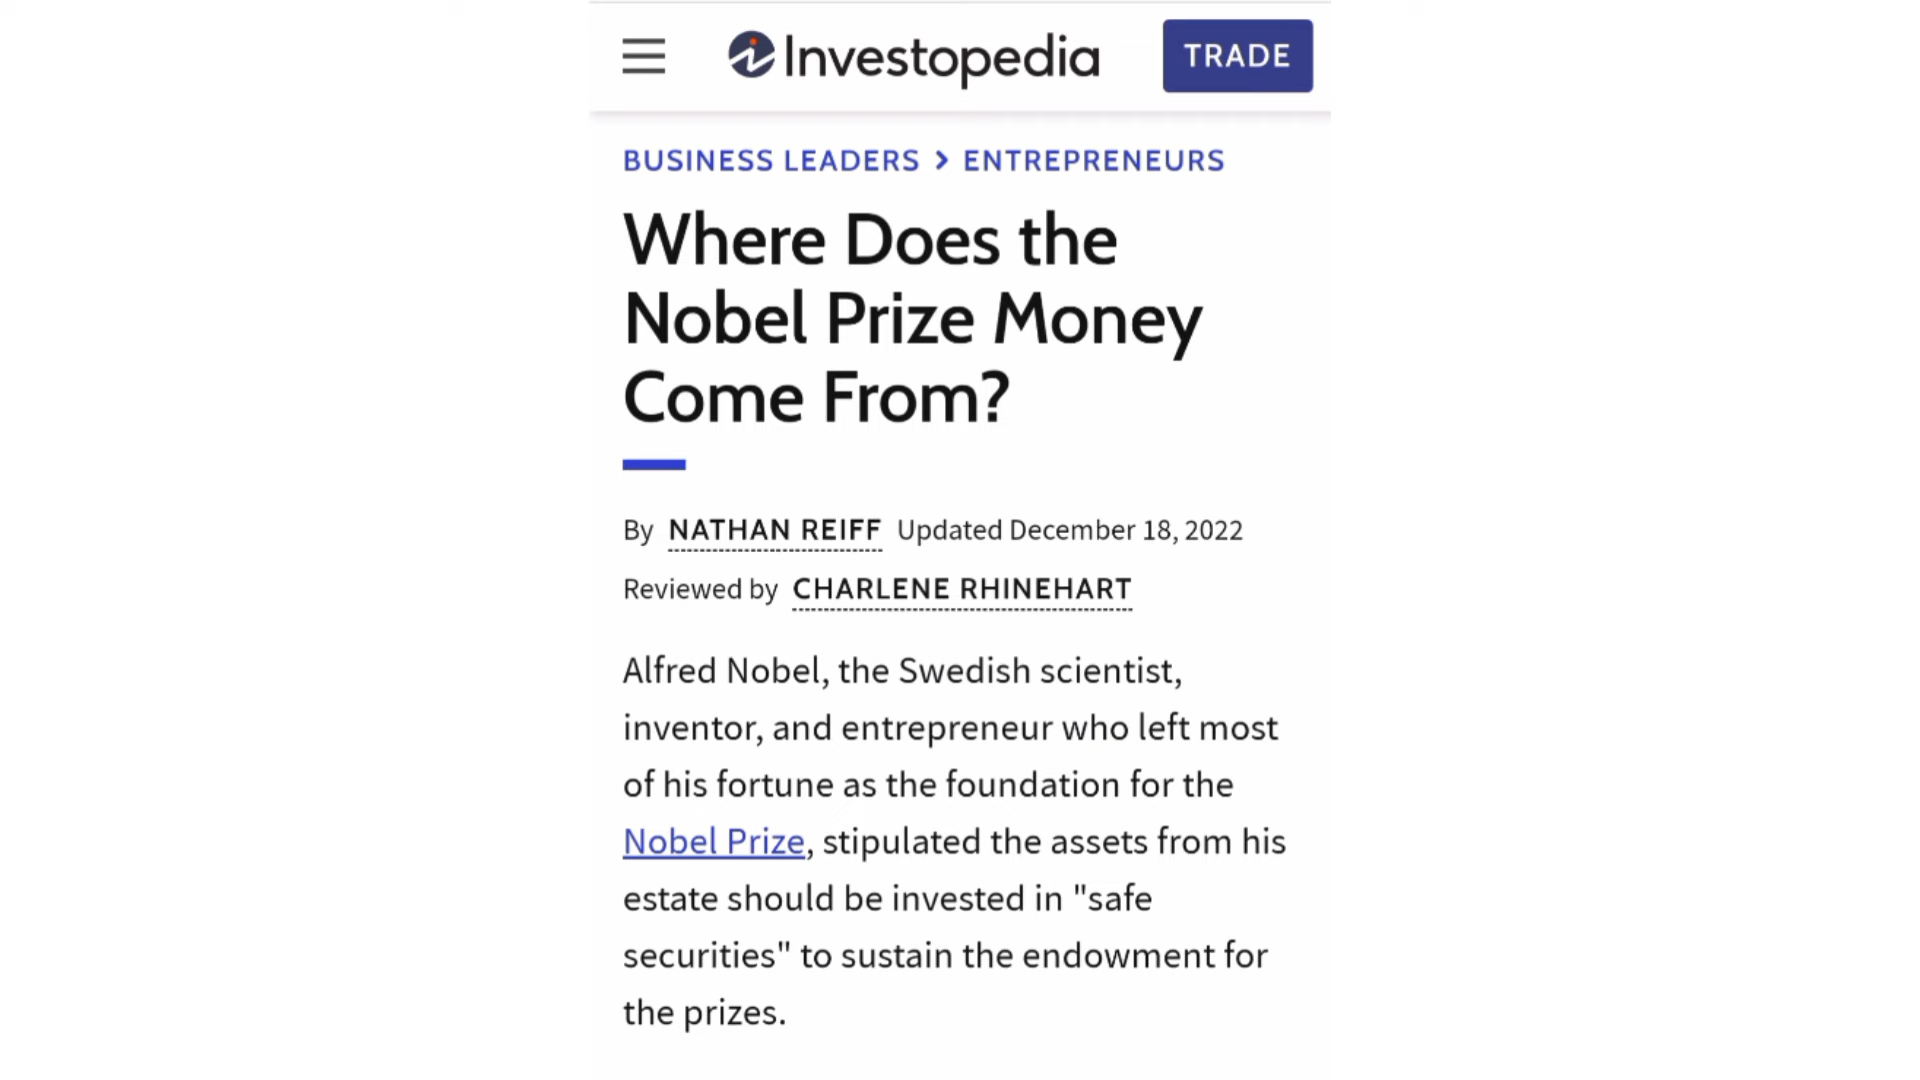 Investopedia
TRADE
BUSINESS LEADERS > ENTREPRENEURS
Where Does the
Nobel Prize Money
Come From?
By NATHAN REIFF Updated December 18, 2022
Reviewed by CHARLENE RHINEHART
Alfred Nobel, the Swedish scientist,
inventor, and entrepreneur who left most
of his fortune as the foundation for the
Nobel Prize, stipulated the assets from his
estate should be invested in "safe
securities" to sustain the endowment for
the prizes.